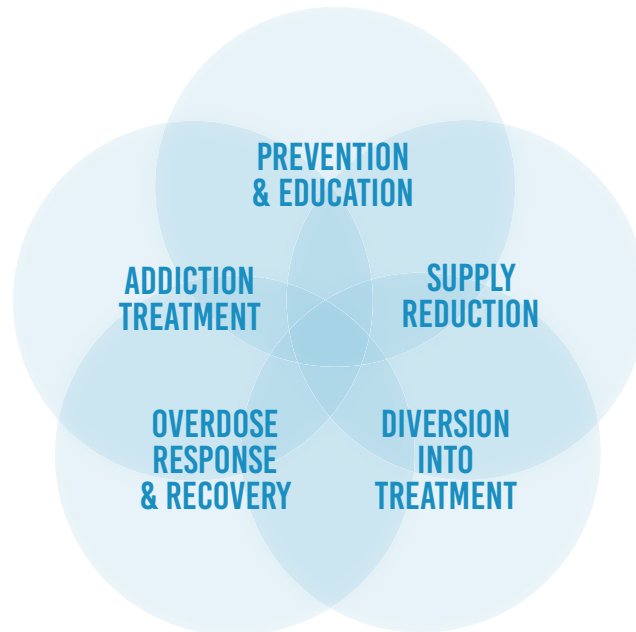 PREVENTION
& EDUCATION
ADDICTION
TREATMENT
SUPPLY
REDUCTION
OVERDOSE
RESPONSE
& RECOVERY
DIVERSION
INTO
TREATMENT